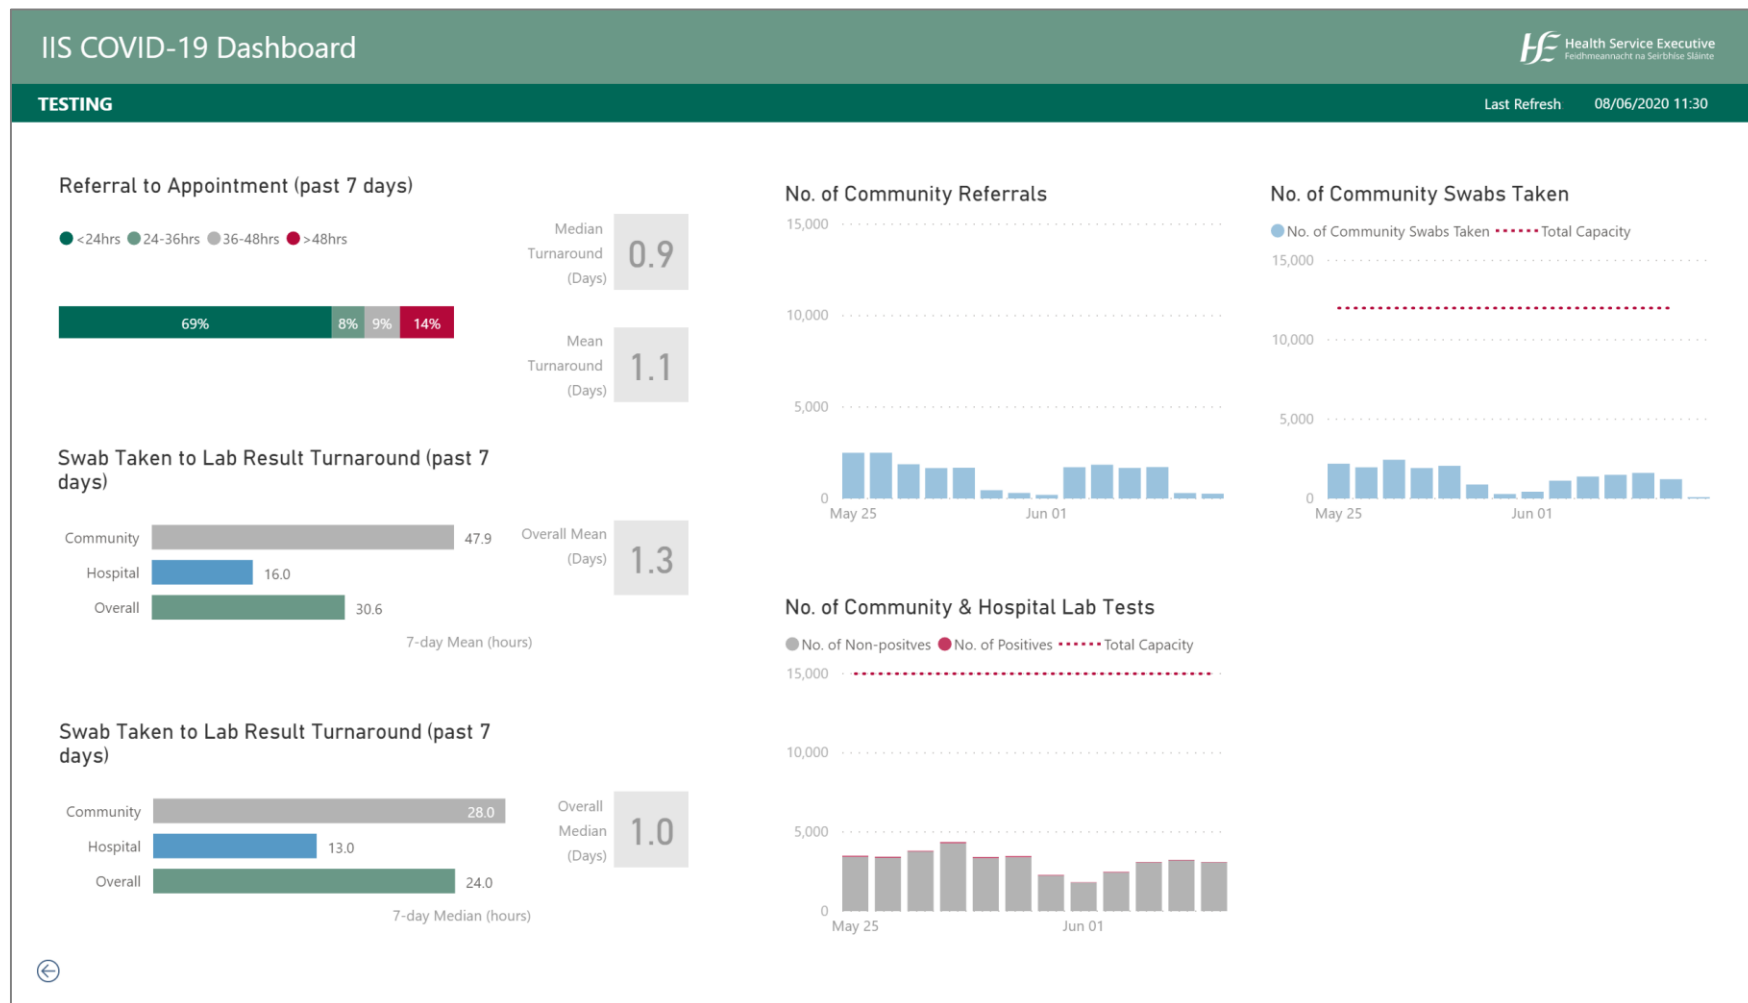 IIS COVID-19 Dashboard
Health Service Executive
Feidhmeannacht na Seirbhíse Sláinte
TESTING
Last Refresh 08/06/2020 11:30
Referral to Appointment (past 7 days)
<24hrs 24-36hrs 36-48hrs >48hrs
69% 8% 9% 14%
Median
Turnaround
(Days)
0.9
Mean
Turnaround
(Days)
1.1
Swab Taken to Lab Result Turnaround (past 7
days)
Community 47.9
Hospital 16.0
Overall 30.6
7-day Mean (hours)
Overall Mean
(Days)
1.3
Swab Taken to Lab Result Turnaround (past 7
days)
Community 28.0
Hospital 13.0
Overall 24.0
7-day Median (hours)
Overall
Median
(Days)
1.0
No. of Community Referrals
15,000
10,000
5,000
0
May 25 Jun 01
No. of Community Swabs Taken
No. of Community Swabs Taken Total Capacity
15,000
10,000
5,000
0
May 25 Jun 01
No. of Community & Hospital Lab Tests
No. of Non-positves No. of Positives Total Capacity
15,000
10,000
5,000
0
May 25 Jun 01